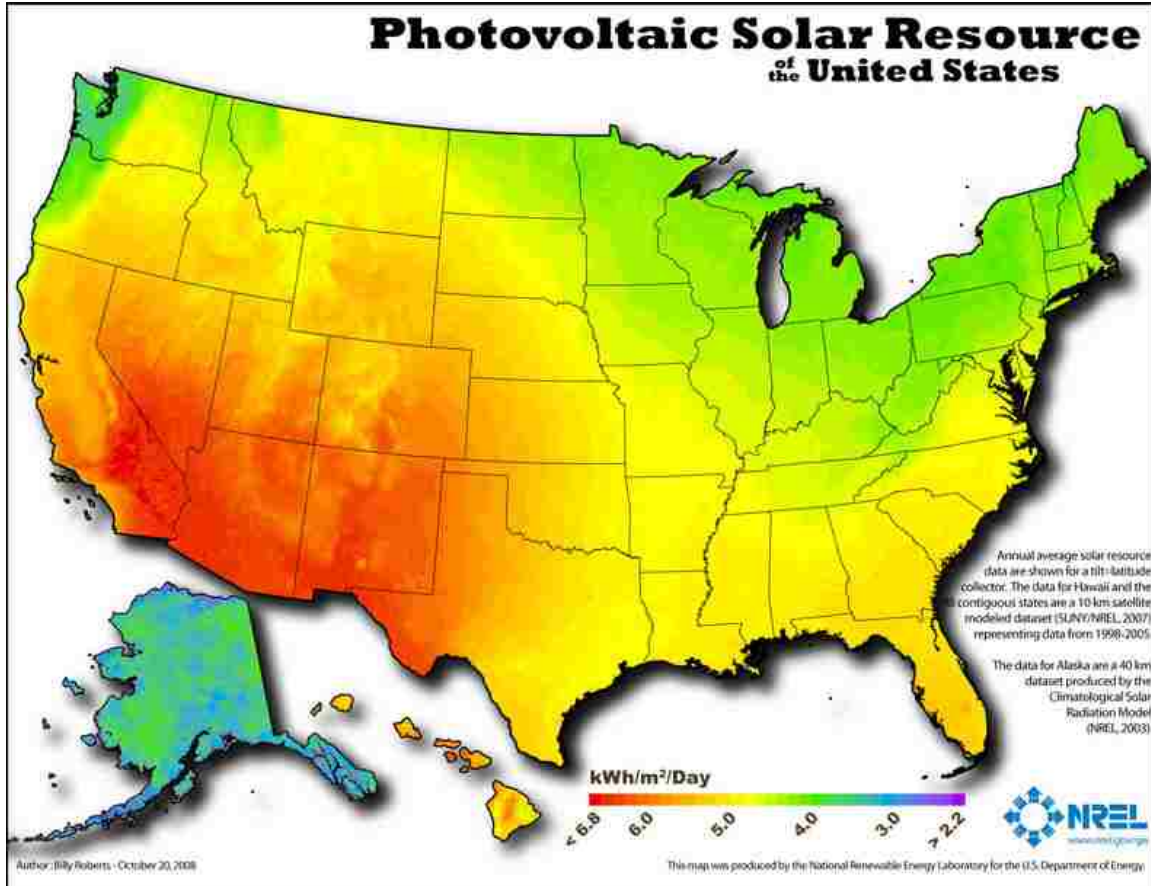 Photovoltaic Solar Resource
of the United States
Annual average solar resource
data are shown for a tilt=latitude
collector. The data for Hawaii and the
contiguous states are a 10 km satellite
modeled dataset (SUNY/NREL, 2007)
representing data from 1998-2005.
The data for Alaska are a 40 km
dataset produced by the
Climatological Solar
Radiation Model
(NREL, 2003).
kWh/m²/Day
< 6.8
6.0
5.0
4.0
3.0
> 2.2
NREL
Author: Billy Roberts - October 20, 2008
This map was produced by the National Renewable Energy Laboratory for the U.S. Department of Energy.